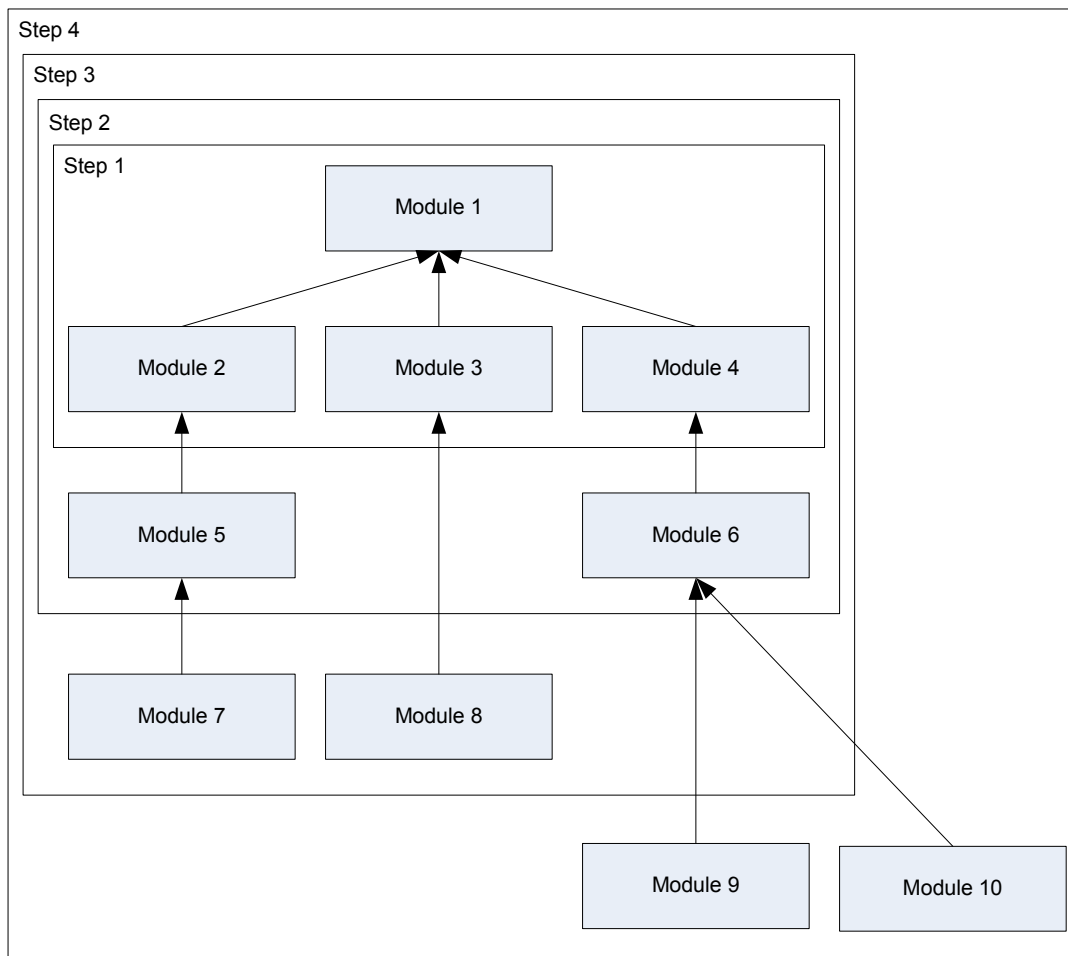 Step 4
Step 3
Step 2
Step 1
Module 1
Module 2
Module 3
Module 4
Module 5
Module 6
Module 7
Module 8
Module 9
Module 10